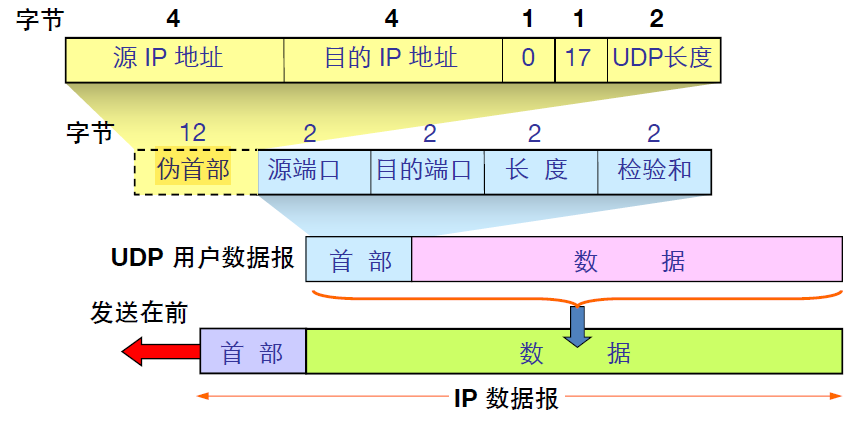 字节 4 4 1 1 2
源 IP 地址 目的 IP 地址 0 17 UDP长度
字节 12 2 2 2 2
伪首部 源端口 目的端口 长 度 检验和
UDP 用户数据报 首 部 数 据
发送在前
首 部 数 据
IP 数据报